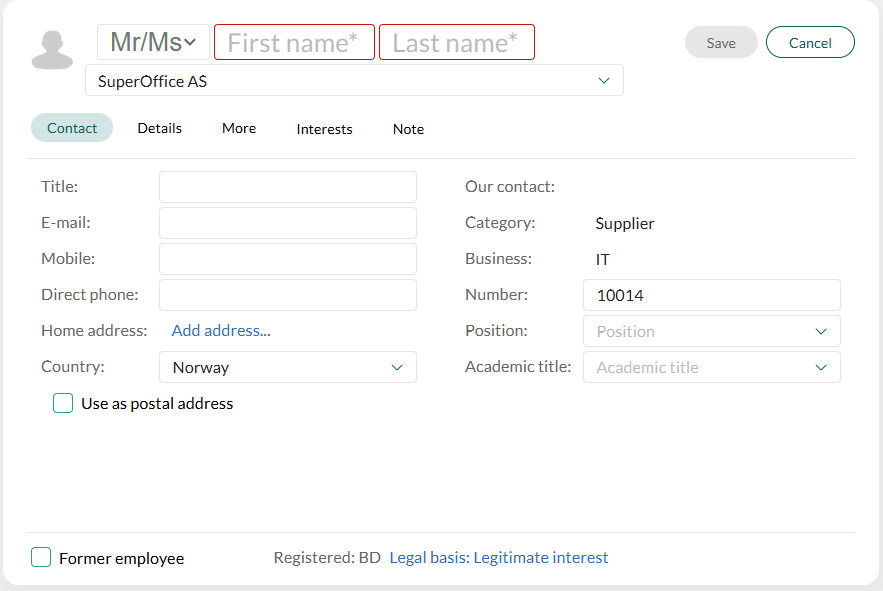 Mr/Ms First name* Last name* Save Cancel
SuperOffice AS
Contact Details More Interests Note
Title: Our contact:
E-mail: Category: Supplier
Mobile: Business: IT
Direct phone: Number: 10014
Home address: Add address... Position: Position
Country: Norway Academic title: Academic title
Use as postal address
Former employee Registered: BD Legal basis: Legitimate interest